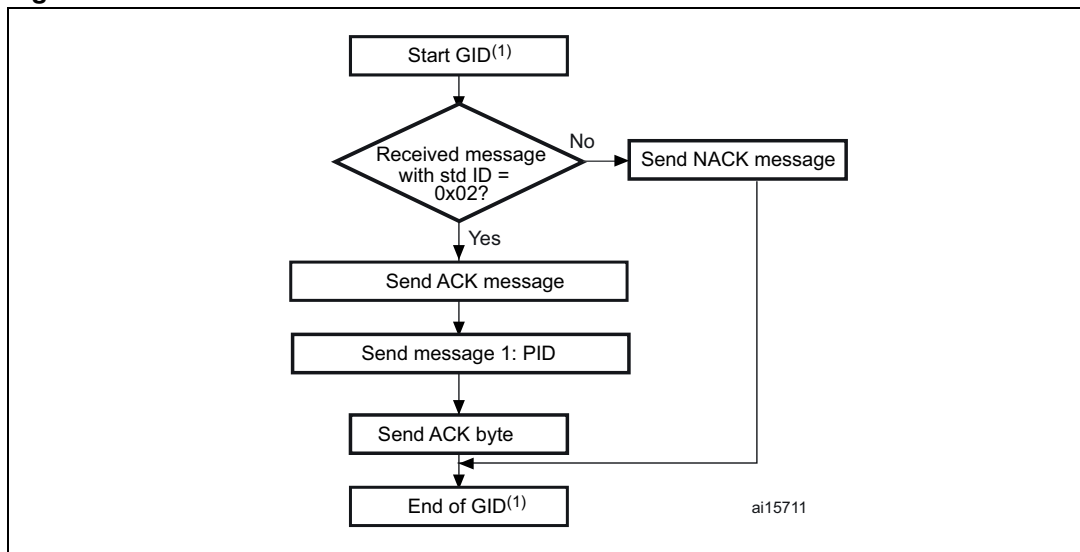 Start GID(1)
Received message
with std ID =
0x02?
No
Send NACK message
Yes
Send ACK message
Send message 1: PID
Send ACK byte
End of GID(1)
ai15711